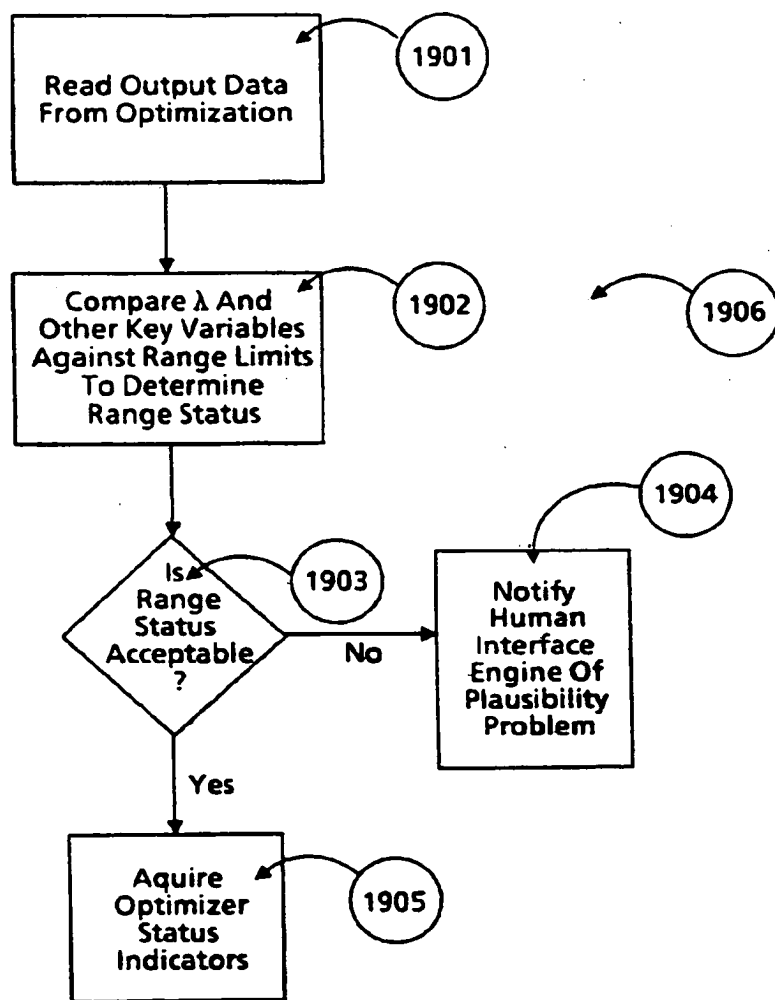 1901
Read Output Data
From Optimization
1902
Compare λ And
Other Key Variables
Against Range Limits
To Determine
Range Status
1906
1903
Is
Range
Status
Acceptable
?
No
1904
Notify
Human
Interface
Engine Of
Plausibility
Problem
Yes
1905
Aquire
Optimizer
Status
Indicators